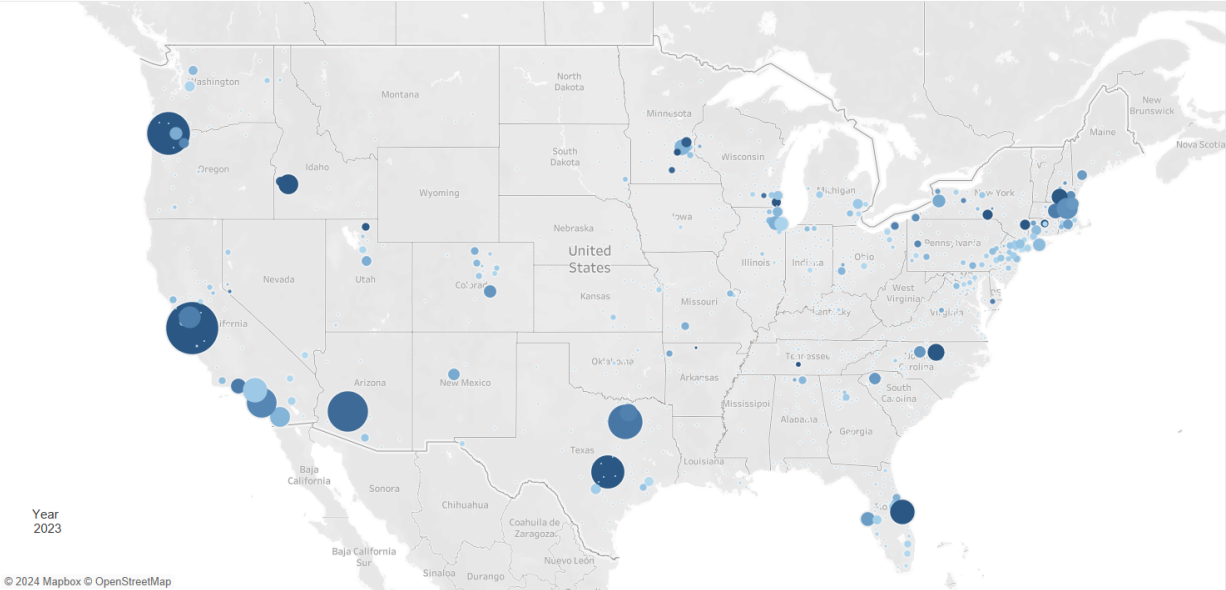 Washington
Montana
North
Dakota
Minnesota
New
Brunswick
Maine
Nova Scotia
Oregon
Idaho
South
Dakota
Wisconsin
Michigan
New York
Wyoming
Iowa
Nebraska
United
States
Pennsylvania
Nevada
Utah
Colorado
Illinois
Indiana
Ohio
Kansas
Missouri
West
Virginia
Kentucky
Virginia
California
Arizona
New Mexico
Oklahoma
Tennessee
Arkansas
North
Carolina
South
Carolina
Mississippi
Alabama
Georgia
Texas
Louisiana
Baja
California
Sonora
Chihuahua
Coahuila de
Zaragoza
Nuevo León
Baja California
Sur
Sinaloa
Durango
Year
2023
© 2024 Mapbox © OpenStreetMap